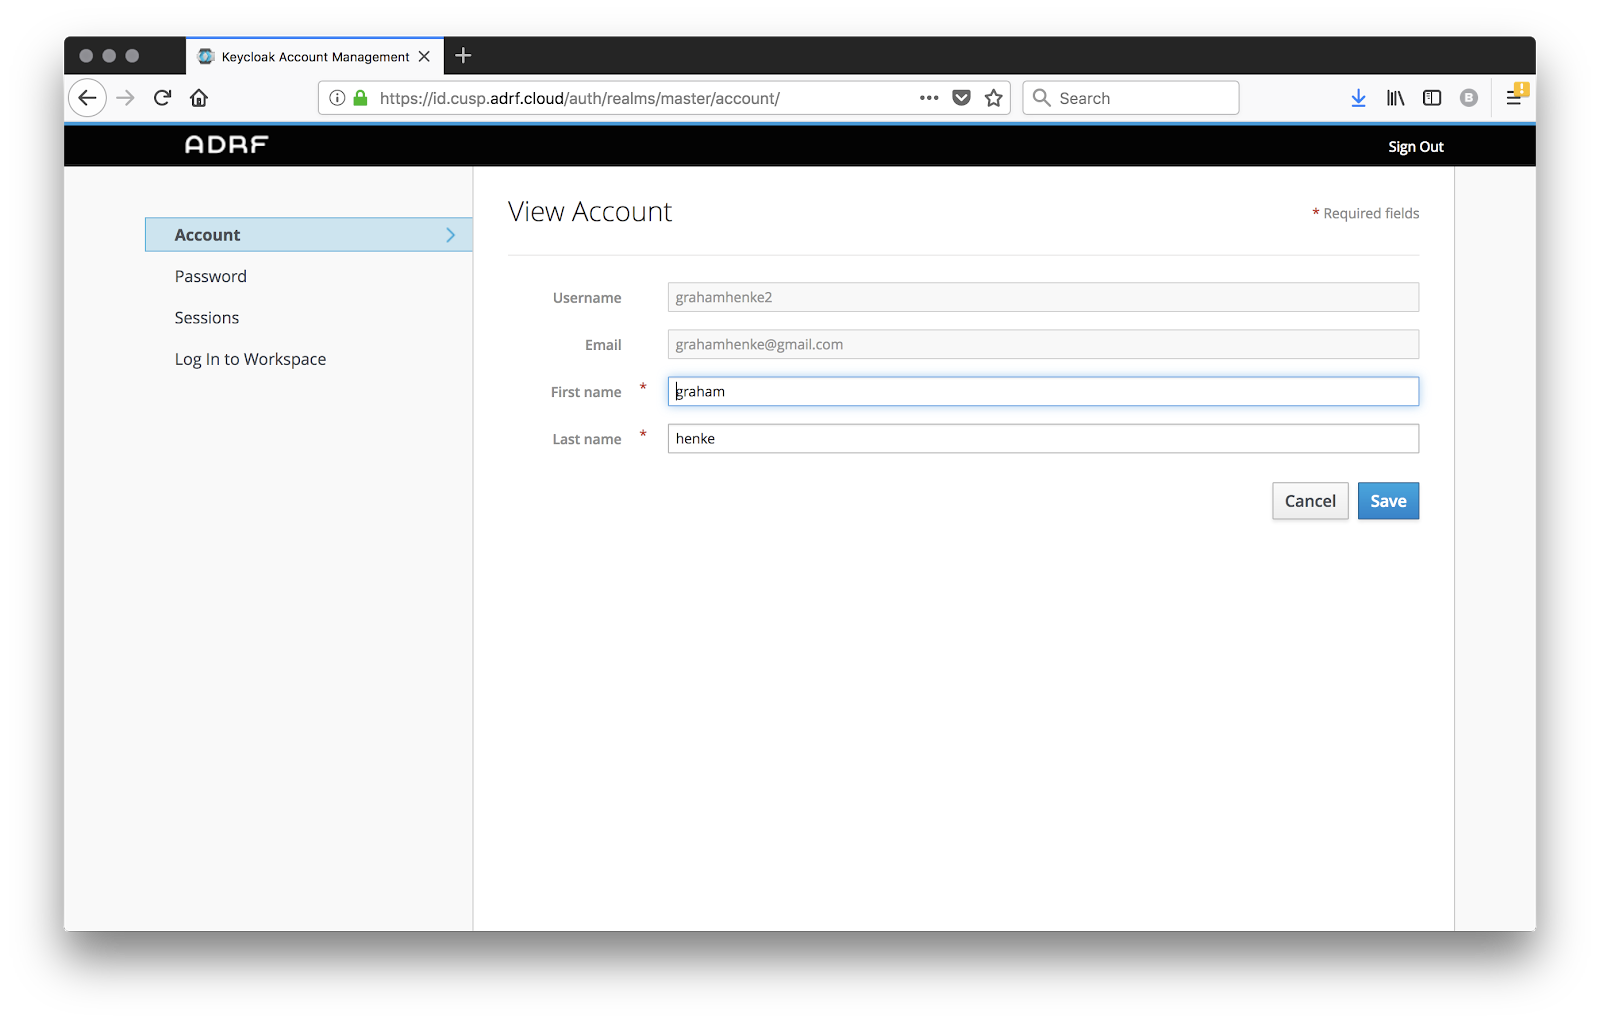 Keycloak Account Management
https://id.cusp.adrf.cloud/auth/realms/master/account/
Search
B
!
ADRF
Sign Out
Account
Password
Sessions
Log In to Workspace
View Account
* Required fields
Username
grahamhenke2
Email
grahamhenke@gmail.com
First name *
graham
Last name *
henke
Cancel
Save